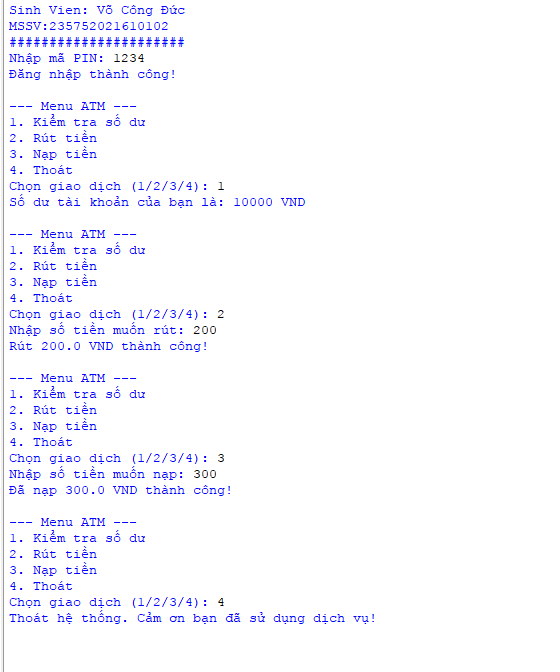 Sinh Vien: Võ Công Đức
MSSV:235752021610102
######################
Nhập mã PIN: 1234
Đăng nhập thành công!
--- Menu ATM ---
1. Kiểm tra số dư
2. Rút tiền
3. Nạp tiền
4. Thoát
Chọn giao dịch (1/2/3/4): 1
Số dư tài khoản của bạn là: 10000 VND
--- Menu ATM ---
1. Kiểm tra số dư
2. Rút tiền
3. Nạp tiền
4. Thoát
Chọn giao dịch (1/2/3/4): 2
Nhập số tiền muốn rút: 200
Rút 200.0 VND thành công!
--- Menu ATM ---
1. Kiểm tra số dư
2. Rút tiền
3. Nạp tiền
4. Thoát
Chọn giao dịch (1/2/3/4): 3
Nhập số tiền muốn nạp: 300
Đã nạp 300.0 VND thành công!
--- Menu ATM ---
1. Kiểm tra số dư
2. Rút tiền
3. Nạp tiền
4. Thoát
Chọn giao dịch (1/2/3/4): 4
Thoát hệ thống. Cảm ơn bạn đã sử dụng dịch vụ!